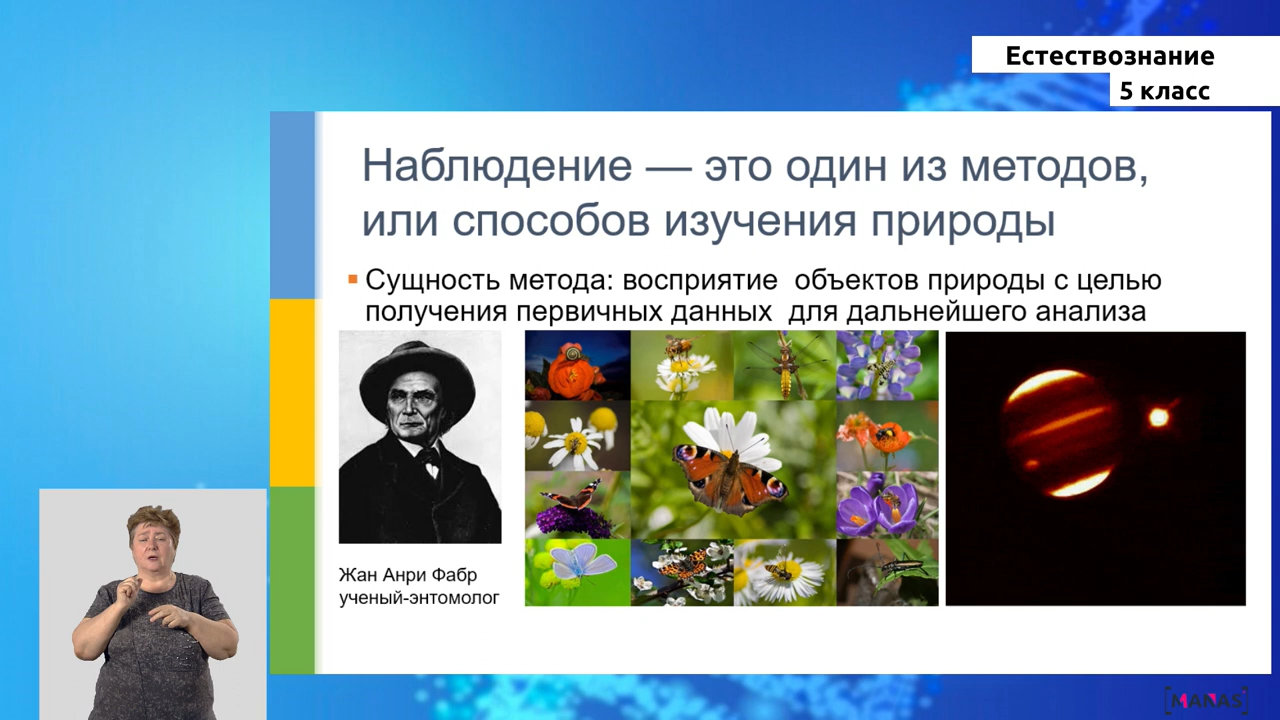 Естествознание
5 класс
Наблюдение — это один из методов,
или способов изучения природы
Сущность метода: восприятие объектов природы с целью
получения первичных данных для дальнейшего анализа
Жан Анри Фабр
ученый-энтомолог
[MANAS]